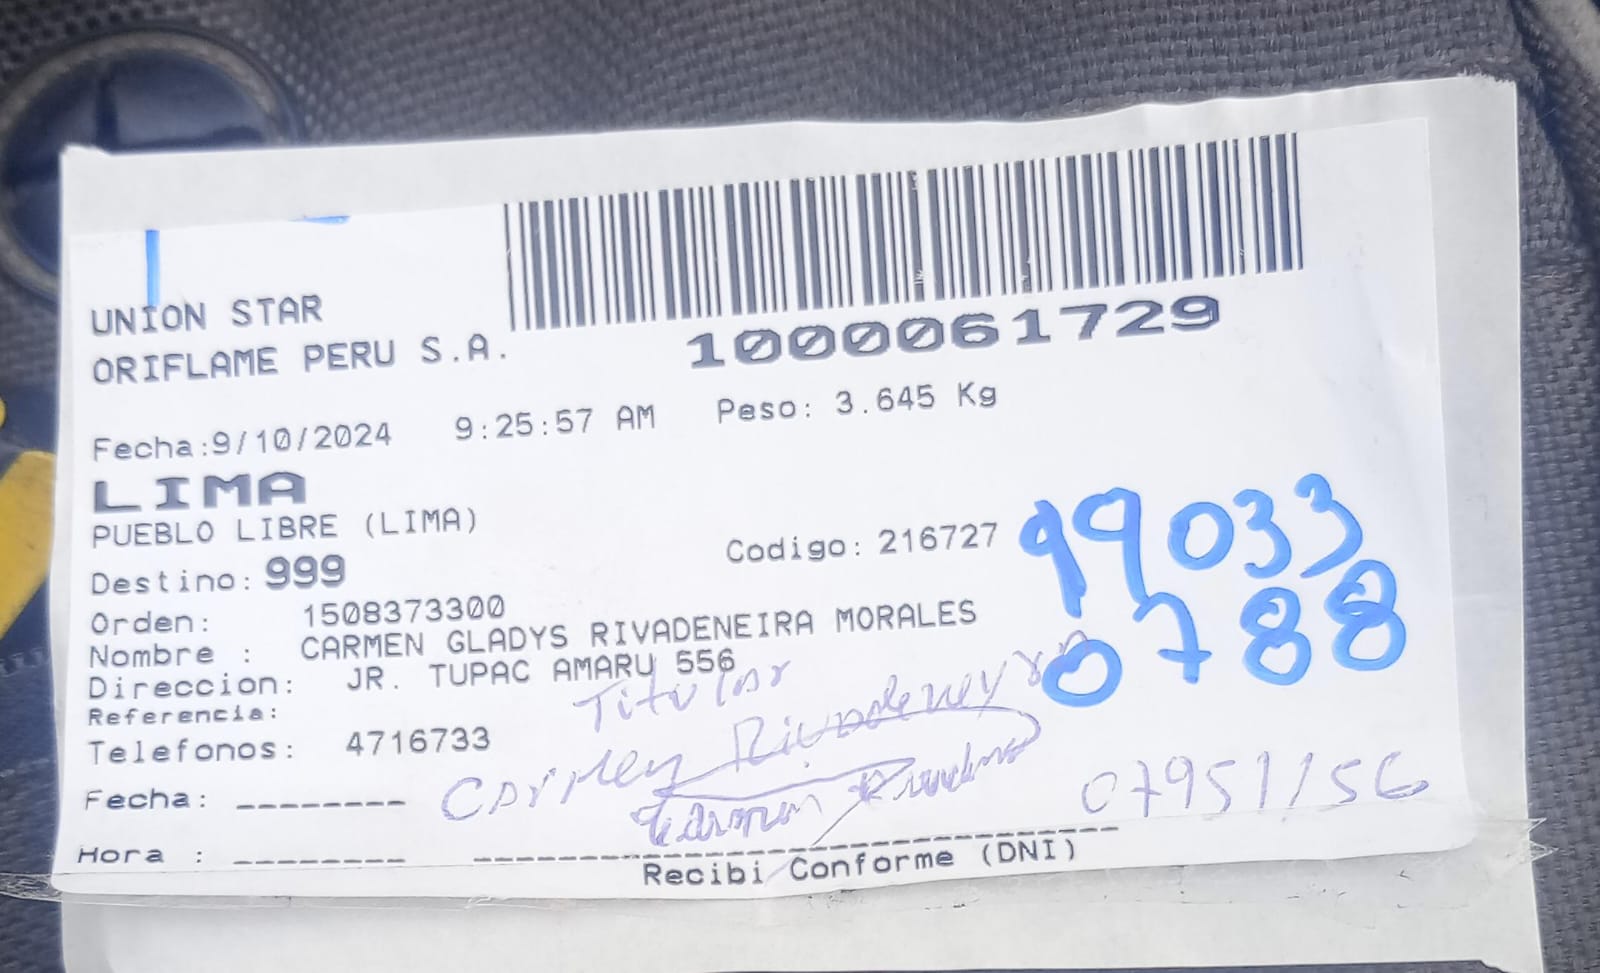 UNION STAR
ORIFLAME PERU S.A.
1000061729
Fecha:9/10/2024 9:25:57 AM Peso: 3.645 Kg
LIMA
PUEBLO LIBRE (LIMA)
Destino: 999 Codigo: 216727
99033
0788
Orden: 1508373300
Nombre : CARMEN GLADYS RIVADENEIRA MORALES
Direccion: JR. TUPAC AMARU 556
Referencia:
Titular
Telefonos: 4716733
Carmen Rivadeneyra
Fecha: --------
07951156
Hora : --------
Recibi Conforme (DNI)